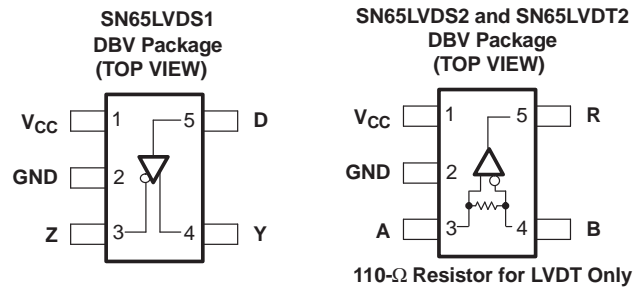 SN65LVDS1
DBV Package
(TOP VIEW)
VCC 1 5 D
GND 2
Z 3 4 Y
SN65LVDS2 and SN65LVDT2
DBV Package
(TOP VIEW)
VCC 1 5 R
GND 2
A 3 4 B
110-Ω Resistor for LVDT Only